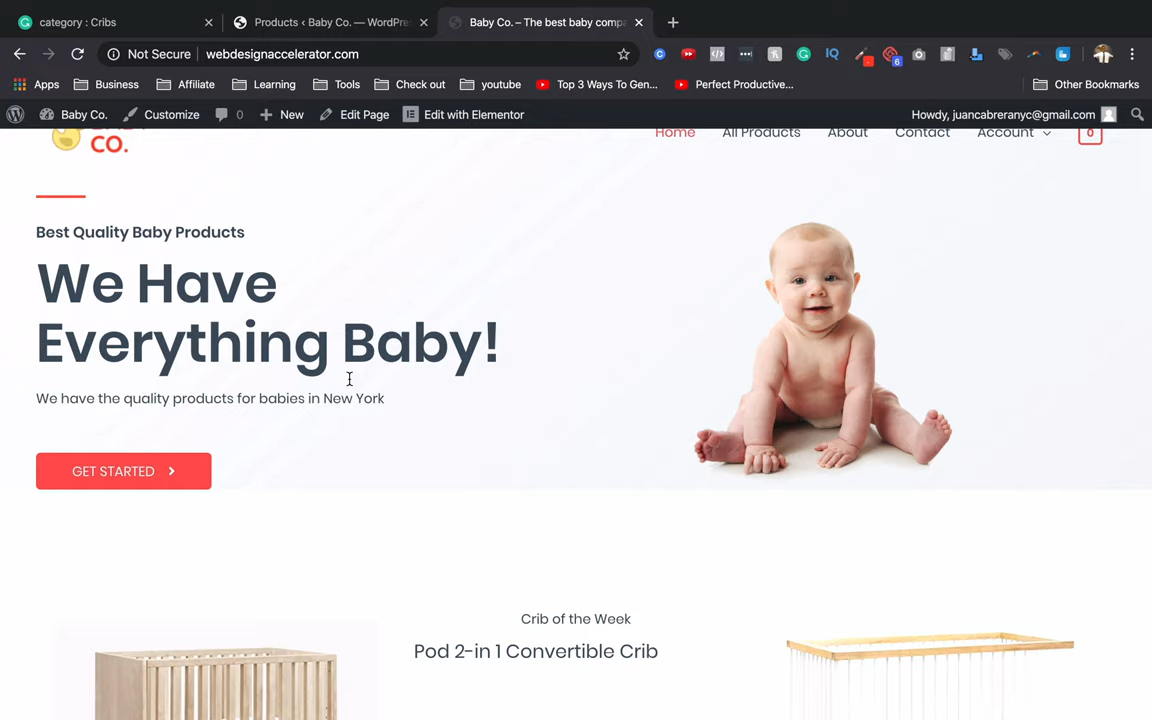 category : Cribs
Products ‹ Baby Co. — WordPre
Baby Co. – The best baby compa
Not Secure
webdesignaccelerator.com
IQ
6
Apps
Business
Affiliate
Learning
Tools
Check out
youtube
Top 3 Ways To Gen...
Perfect Productive...
Other Bookmarks
Baby Co.
Customize
0
New
Edit Page
Edit with Elementor
Howdy, juancabreranyc@gmail.com
CO.
Home
All Products
About
Contact
Account
0
Best Quality Baby Products
We Have
Everything Baby!
We have the quality products for babies in New York
GET STARTED
Crib of the Week
Pod 2-in 1 Convertible Crib